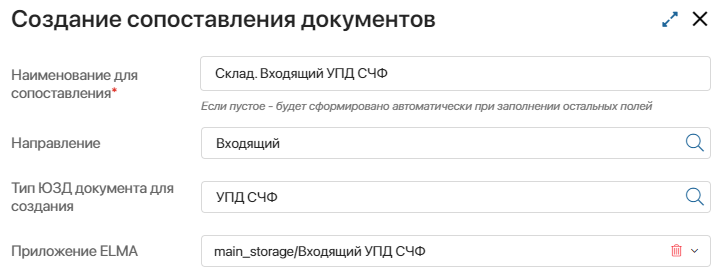 Создание сопоставления документов
Наименование для
сопоставления*
Склад. Входящий УПД СЧФ
Если пустое - будет сформировано автоматически при заполнении остальных полей
Направление
Входящий
Тип ЮЗД документа для
создания
УПД СЧФ
Приложение ELMA
main_storage/Входящий УПД СЧФ